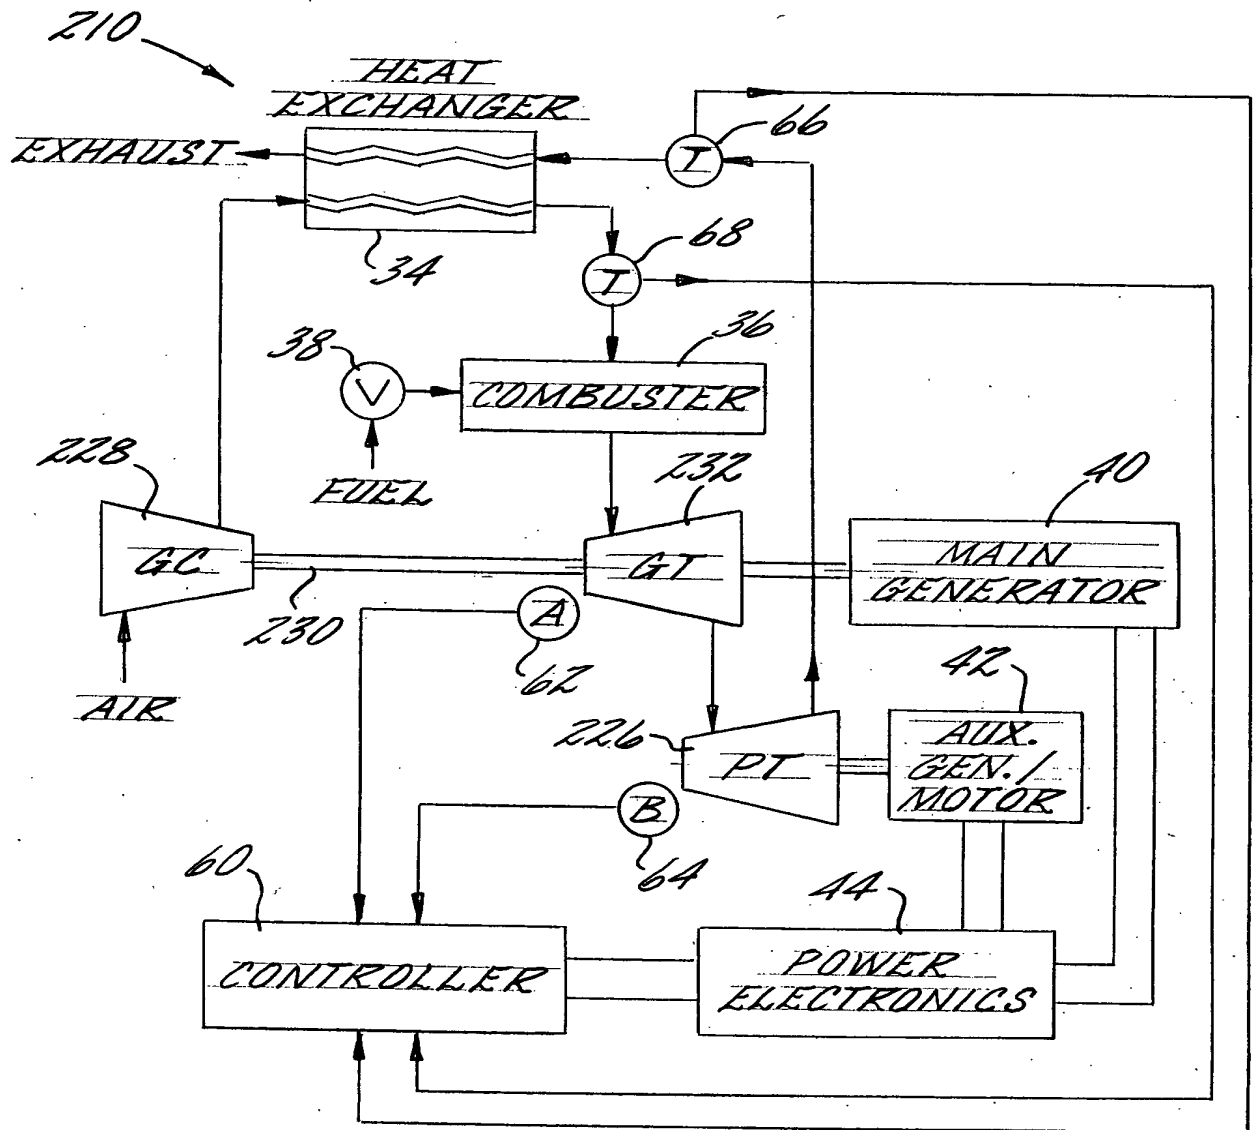 210
HEAT
EXCHANGER
66
EXHAUST
T
68
34
T
36
38
V
COMBUSTER
228
232
40
FUEL
GC
GT
MAIN
GENERATOR
230
A
62
42
AIR
226
PT
AUX.
GEN./
MOTOR
B
60
64
44
CONTROLLER
POWER
ELECTRONICS